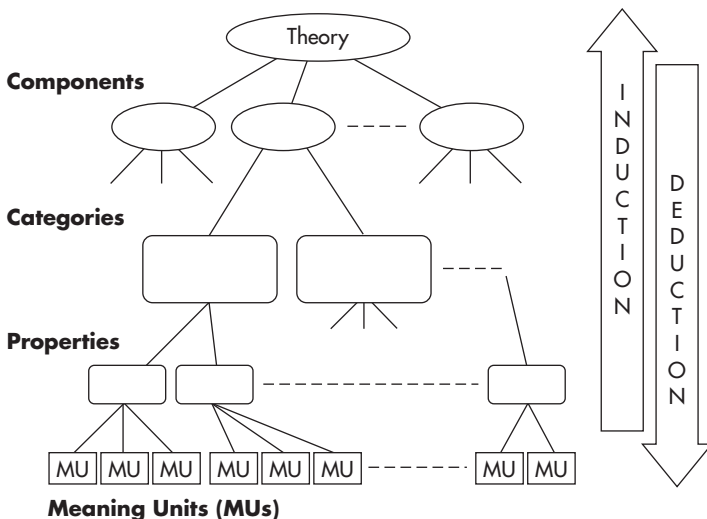 Theory
Components
Categories
Properties
MU MU MU MU MU MU MU MU
Meaning Units (MUs)
INDUCTION
DEDUCTION